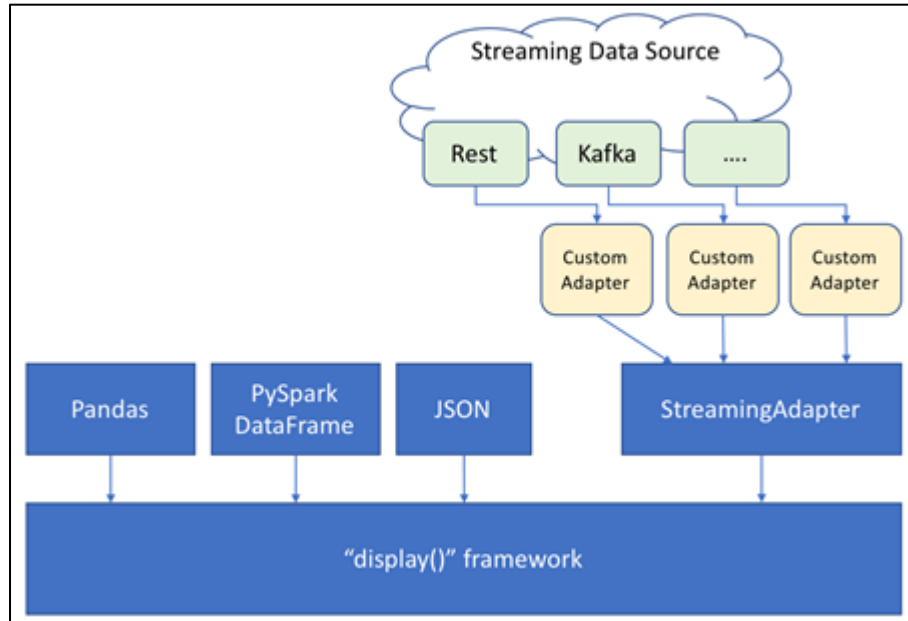 Streaming Data Source
Rest
Kafka
....
Custom
Adapter
Custom
Adapter
Custom
Adapter
Pandas
PySpark
DataFrame
JSON
StreamingAdapter
“display()” framework